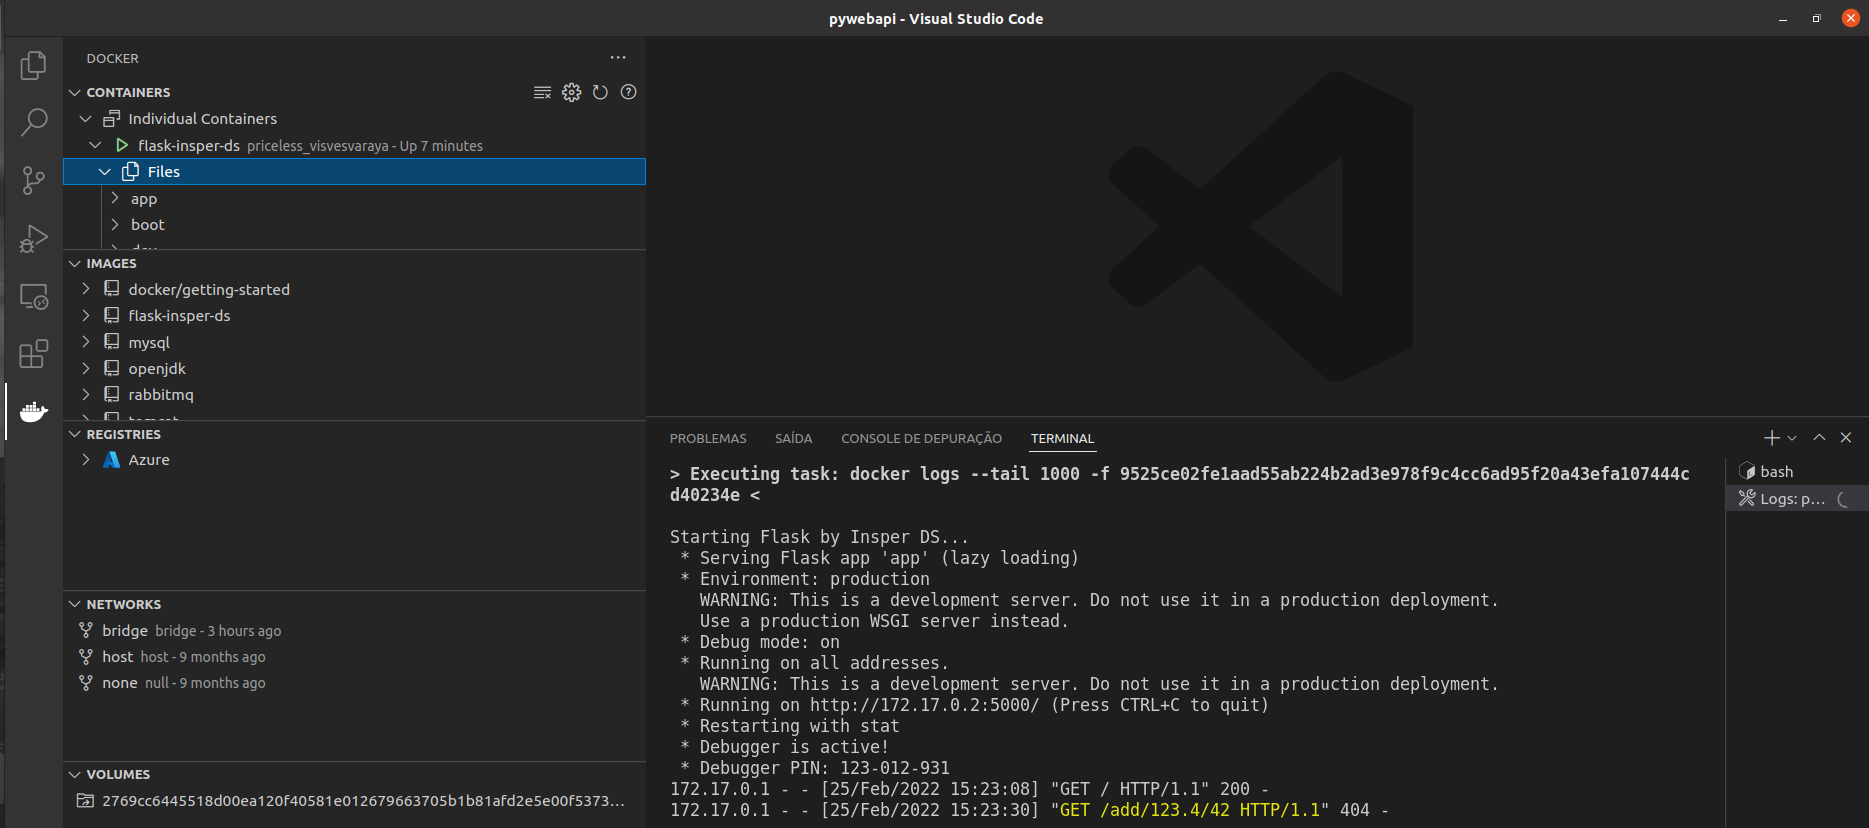 pywebapi - Visual Studio Code
DOCKER
CONTAINERS
Individual Containers
flask-insper-ds priceless_visvesvaraya - Up 7 minutes
Files
app
boot
dev
IMAGES
docker/getting-started
flask-insper-ds
mysql
openjdk
rabbitmq
tomcat
REGISTRIES
Azure
NETWORKS
bridge bridge - 3 hours ago
host host - 9 months ago
none null - 9 months ago
VOLUMES
2769cc6445518d00ea120f40581e012679663705b1b81afd2e5e00f5373...
PROBLEMAS SAÍDA CONSOLE DE DEPURAÇÃO TERMINAL
> Executing task: docker logs --tail 1000 -f 9525ce02fe1aad55ab224b2ad3e978f9c4cc6ad95f20a43efa107444c
d40234e <
Starting Flask by Insper DS...
* Serving Flask app 'app' (lazy loading)
* Environment: production
WARNING: This is a development server. Do not use it in a production deployment.
Use a production WSGI server instead.
* Debug mode: on
* Running on all addresses.
WARNING: This is a development server. Do not use it in a production deployment.
* Running on http://172.17.0.2:5000/ (Press CTRL+C to quit)
* Restarting with stat
* Debugger is active!
* Debugger PIN: 123-012-931
172.17.0.1 - - [25/Feb/2022 15:23:08] "GET / HTTP/1.1" 200 -
172.17.0.1 - - [25/Feb/2022 15:23:30] "GET /add/123.4/42 HTTP/1.1" 404 -
bash
Logs: p...